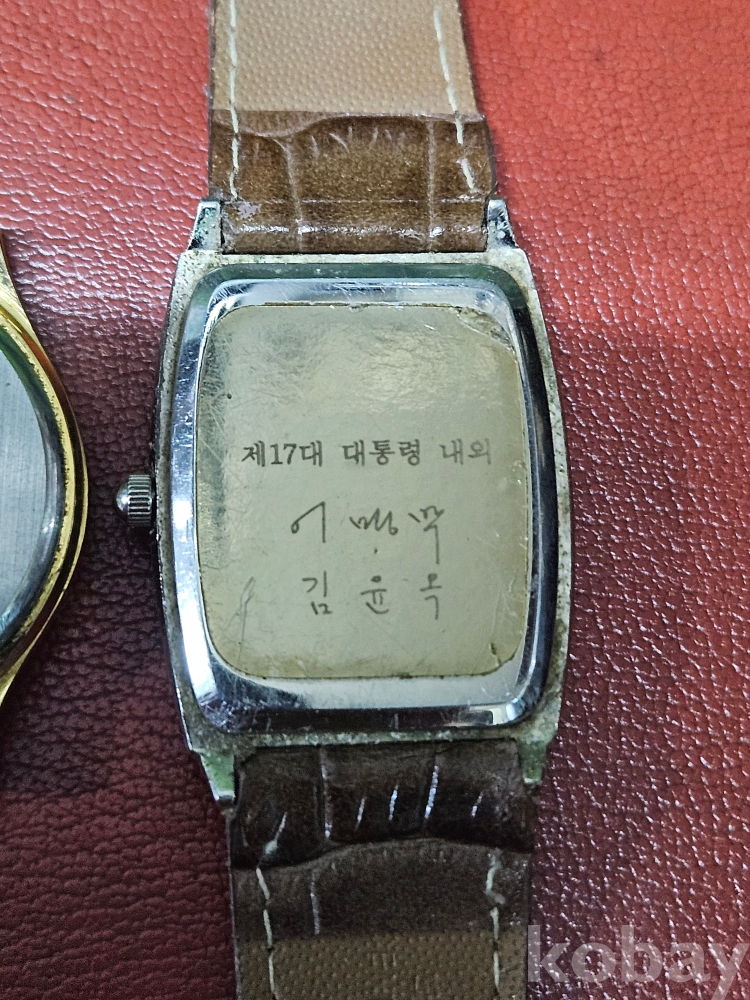 제17대 대통령 내외
이명박
김윤옥
kobay